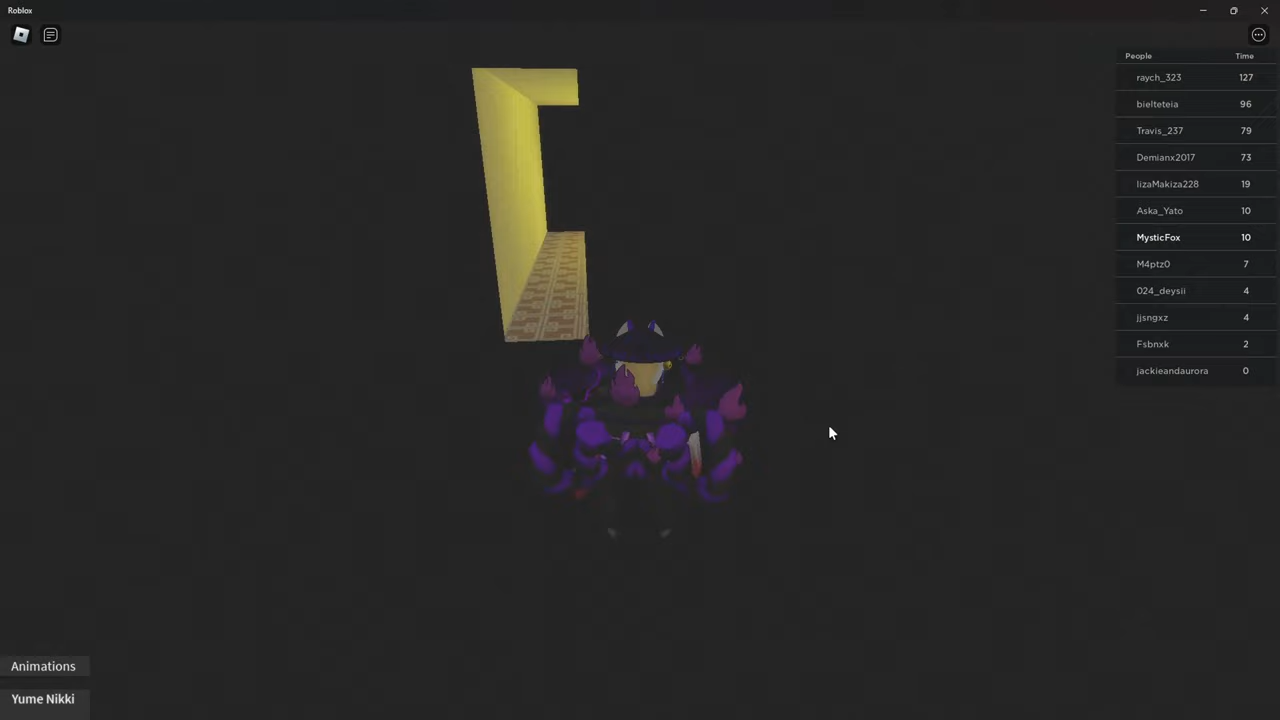 Roblox
People Time
raych_323 127
bielteteia 96
Travis_237 79
Demianx2017 73
lizaMakiza228 19
Aska_Yato 10
MysticFox 10
M4ptz0 7
024_deysii 4
jjsngxz 4
Fsbnxk 2
jackieandaurora 0
Animations
Yume Nikki